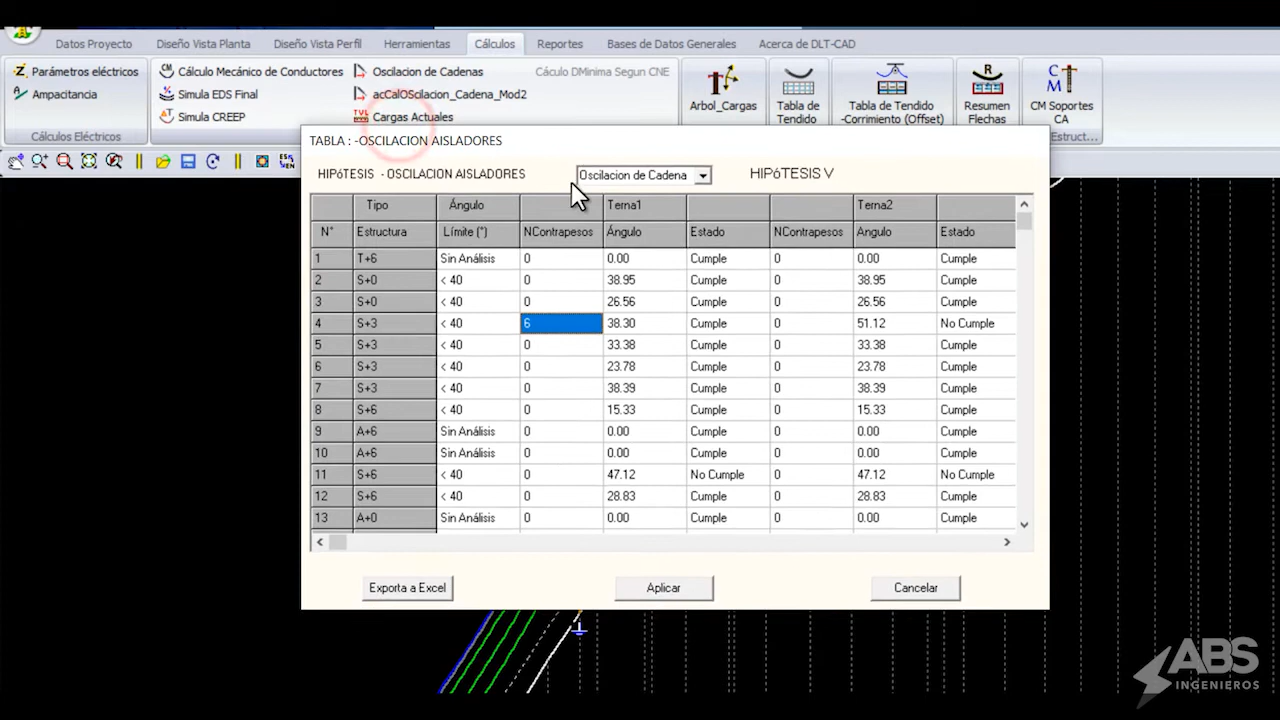 Datos Proyecto Diseño Vista Planta Diseño Vista Perfil Herramientas Cálculos Reportes Bases de Datos Generales Acerca de DLT-CAD
Parámetros eléctricos
Ampacitancia
Cálculos Eléctricos
Cálculo Mecánico de Conductores
Simula EDS Final
Simula CREEP
Oscilacion de Cadenas
acCalOScilacion_Cadena_Mod2
Cargas Actuales
Cáculo DMinima Segun CNE
Arbol_Cargas
Tabla de
Tendido
Tabla de Tendido
-Corrimiento (Offset)
Resumen
Flechas
CM Soportes
CA
Estruct...
TABLA : -OSCILACION AISLADORES
HIPóTESIS - OSCILACION AISLADORES Oscilacion de Cadena HIPóTESIS V
Tipo Ángulo Terna1 Terna2
N° Estructura Límite (°) NContrapesos Ángulo Estado NContrapesos Angulo Estado
1 T+6 Sin Análisis 0 0.00 Cumple 0 0.00 Cumple
2 S+0 < 40 0 38.95 Cumple 0 38.95 Cumple
3 S+0 < 40 0 26.56 Cumple 0 26.56 Cumple
4 S+3 < 40 6 38.30 Cumple 0 51.12 No Cumple
5 S+3 < 40 0 33.38 Cumple 0 33.38 Cumple
6 S+3 < 40 0 23.78 Cumple 0 23.78 Cumple
7 S+3 < 40 0 38.39 Cumple 0 38.39 Cumple
8 S+6 < 40 0 15.33 Cumple 0 15.33 Cumple
9 A+6 Sin Análisis 0 0.00 Cumple 0 0.00 Cumple
10 A+6 Sin Análisis 0 0.00 Cumple 0 0.00 Cumple
11 S+6 < 40 0 47.12 No Cumple 0 47.12 No Cumple
12 S+6 < 40 0 28.83 Cumple 0 28.83 Cumple
13 A+0 Sin Análisis 0 0.00 Cumple 0 0.00 Cumple
Exporta a Excel Aplicar Cancelar
ABS
INGENIEROS